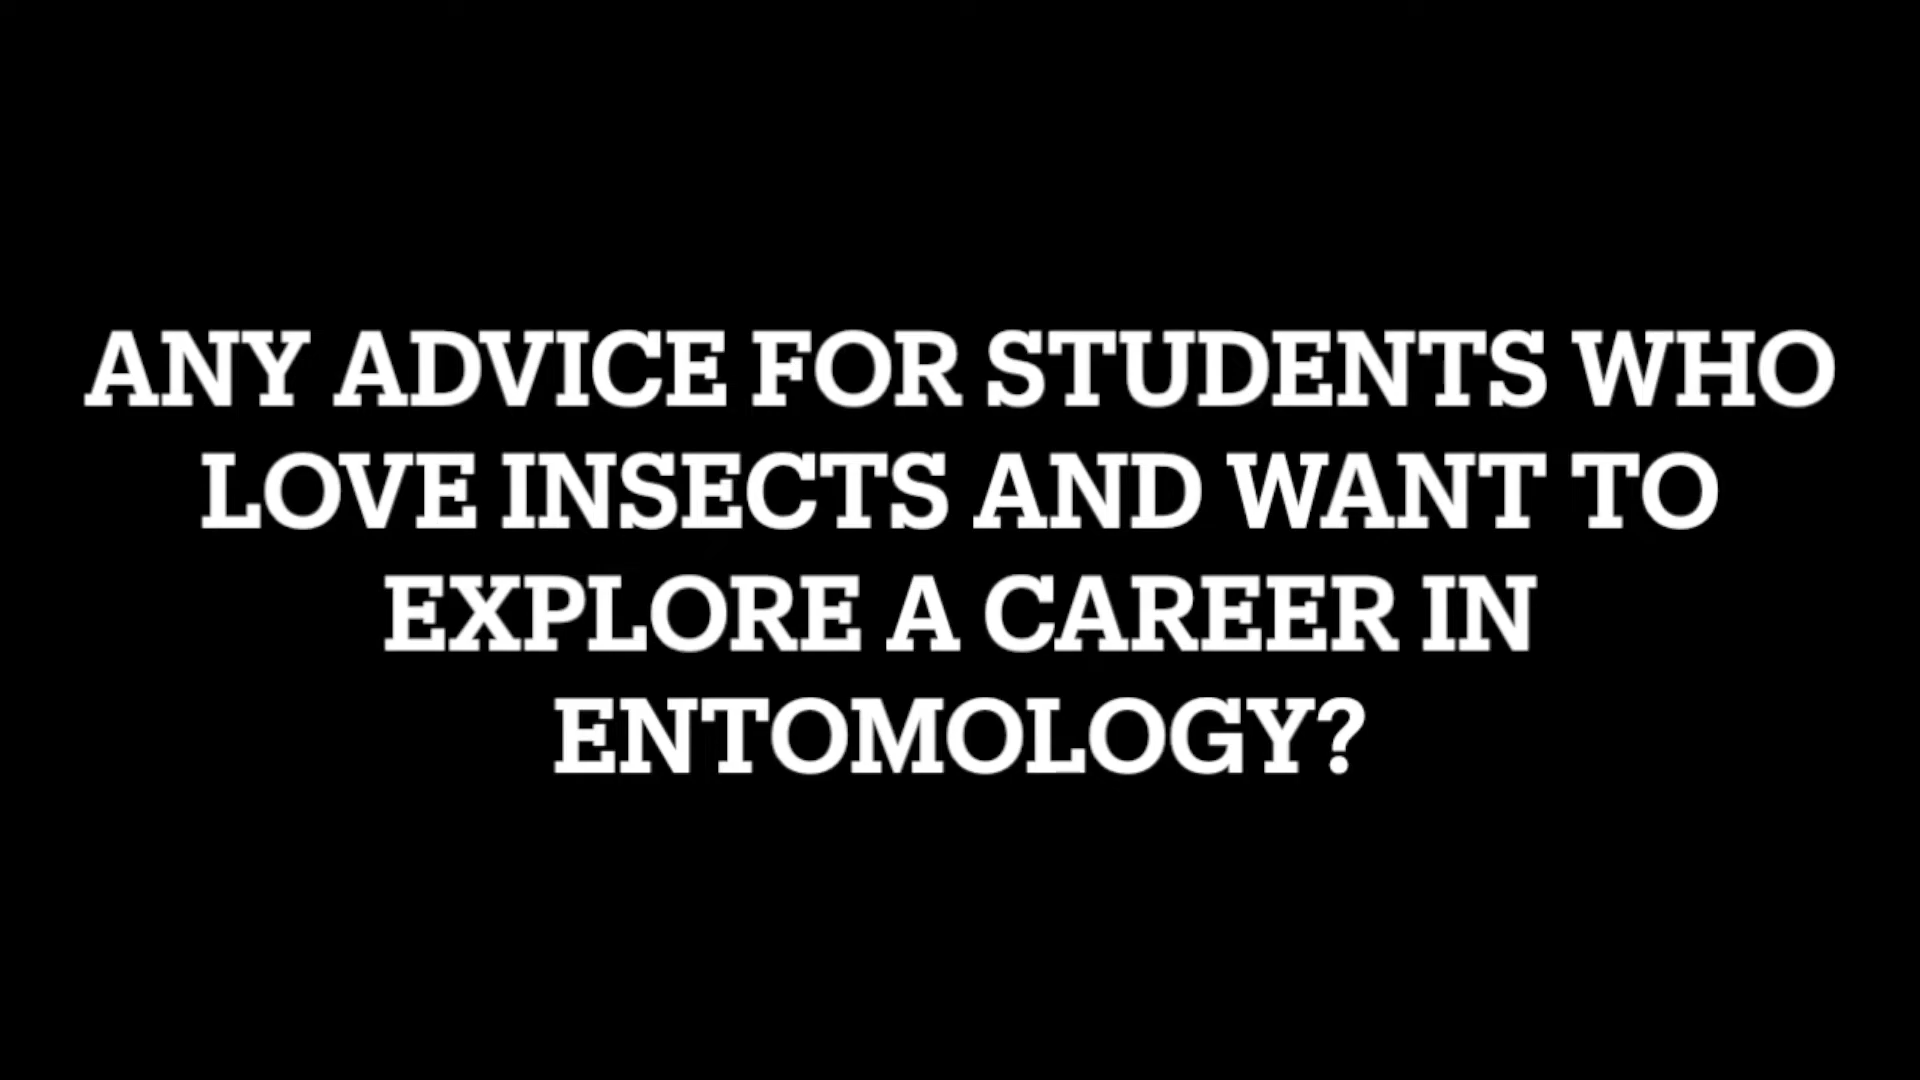 ANY ADVICE FOR STUDENTS WHO
LOVE INSECTS AND WANT TO
EXPLORE A CAREER IN
ENTOMOLOGY?